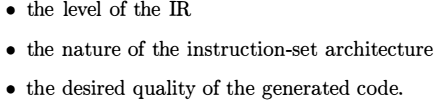 • the level of the IR
• the nature of the instruction-set architecture
• the desired quality of the generated code.